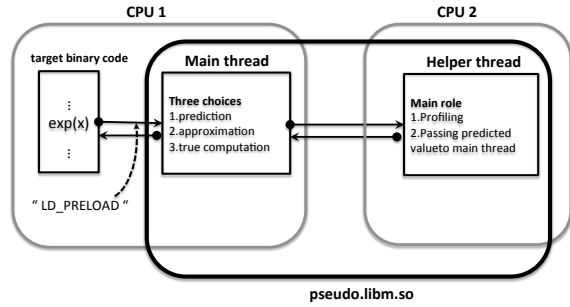 CPU 1
CPU 2
target binary code
Main thread
Helper thread
⋮
exp(x)
⋮
Three choices
1.prediction
2.approximation
3.true computation
Main role
1.Profiling
2.Passing predicted
valueto main thread
“ LD_PRELOAD “
pseudo.libm.so